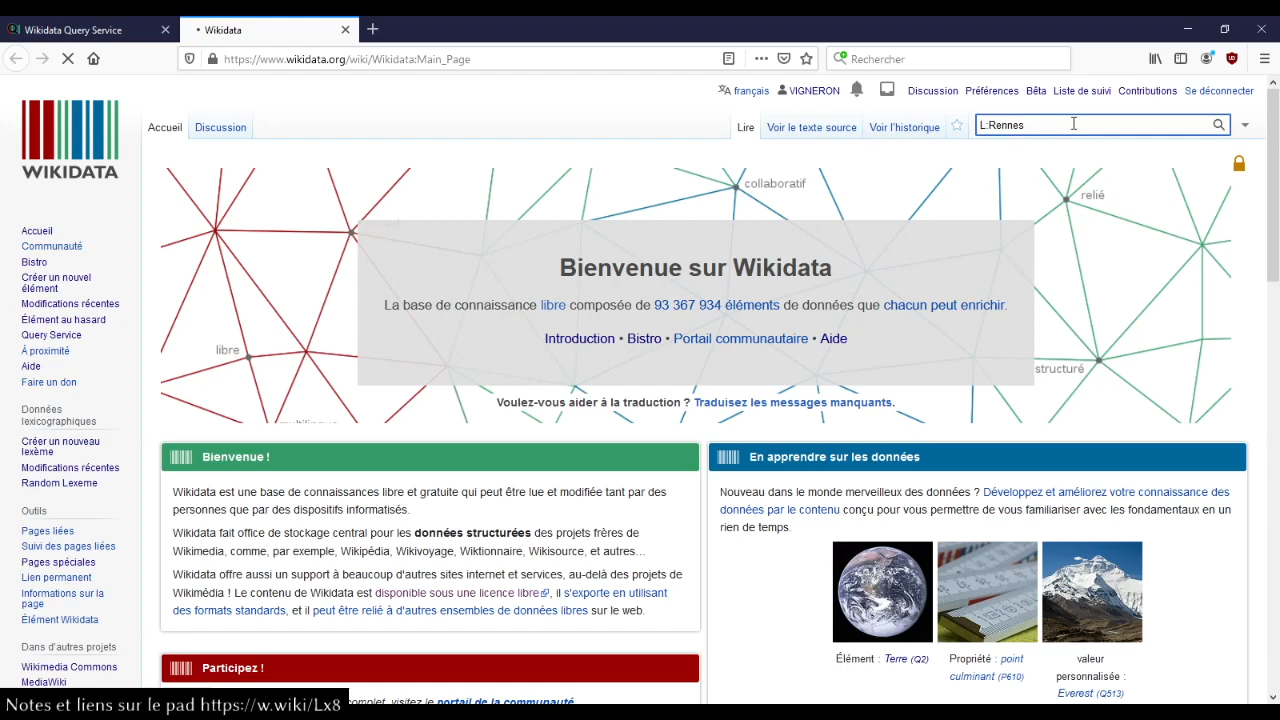 Wikidata Query Service
Wikidata
https://www.wikidata.org/wiki/Wikidata:Main_Page
Rechercher
français
VIGNERON
Discussion
Préférences
Bêta
Liste de suivi
Contributions
Se déconnecter
Accueil
Discussion
Lire
Voir le texte source
Voir l'historique
L:Rennes
WIKIDATA
Accueil
Communauté
Bistro
Créer un nouvel
élément
Modifications récentes
Élément au hasard
Query Service
À proximité
Aide
Faire un don
Données
lexicographiques
Créer un nouveau
lexème
Modifications récentes
Random Lexeme
Outils
Pages liées
Suivi des pages liées
Pages spéciales
Lien permanent
Informations sur la
page
Élément Wikidata
Dans d'autres projets
Wikimedia Commons
MediaWiki
collaboratif
relié
libre
structuré
Bienvenue sur Wikidata
La base de connaissance libre composée de 93 367 934 éléments de données que chacun peut enrichir.
Introduction • Bistro • Portail communautaire • Aide
Voulez-vous aider à la traduction ? Traduisez les messages manquants.
Bienvenue !
Wikidata est une base de connaissances libre et gratuite qui peut être lue et modifiée tant par des
personnes que par des dispositifs informatisés.
Wikidata fait office de stockage central pour les données structurées des projets frères de
Wikimedia, comme, par exemple, Wikipédia, Wikivoyage, Wiktionnaire, Wikisource, et autres...
Wikidata offre aussi un support à beaucoup d'autres sites internet et services, au-delà des projets de
Wikimédia ! Le contenu de Wikidata est disponible sous une licence libre, il s'exporte en utilisant
des formats standards, et il peut être relié à d'autres ensembles de données libres sur le web.
Participez !
complet, visitez le portail de la communauté
En apprendre sur les données
Nouveau dans le monde merveilleux des données ? Développez et améliorez votre connaissance des
données par le contenu conçu pour vous permettre de vous familiariser avec les fondamentaux en un
rien de temps.
Élément : Terre (Q2)
Propriété : point
culminant (P610)
valeur
personnalisée :
Everest (Q513)
Notes et liens sur le pad https://w.wiki/Lx8